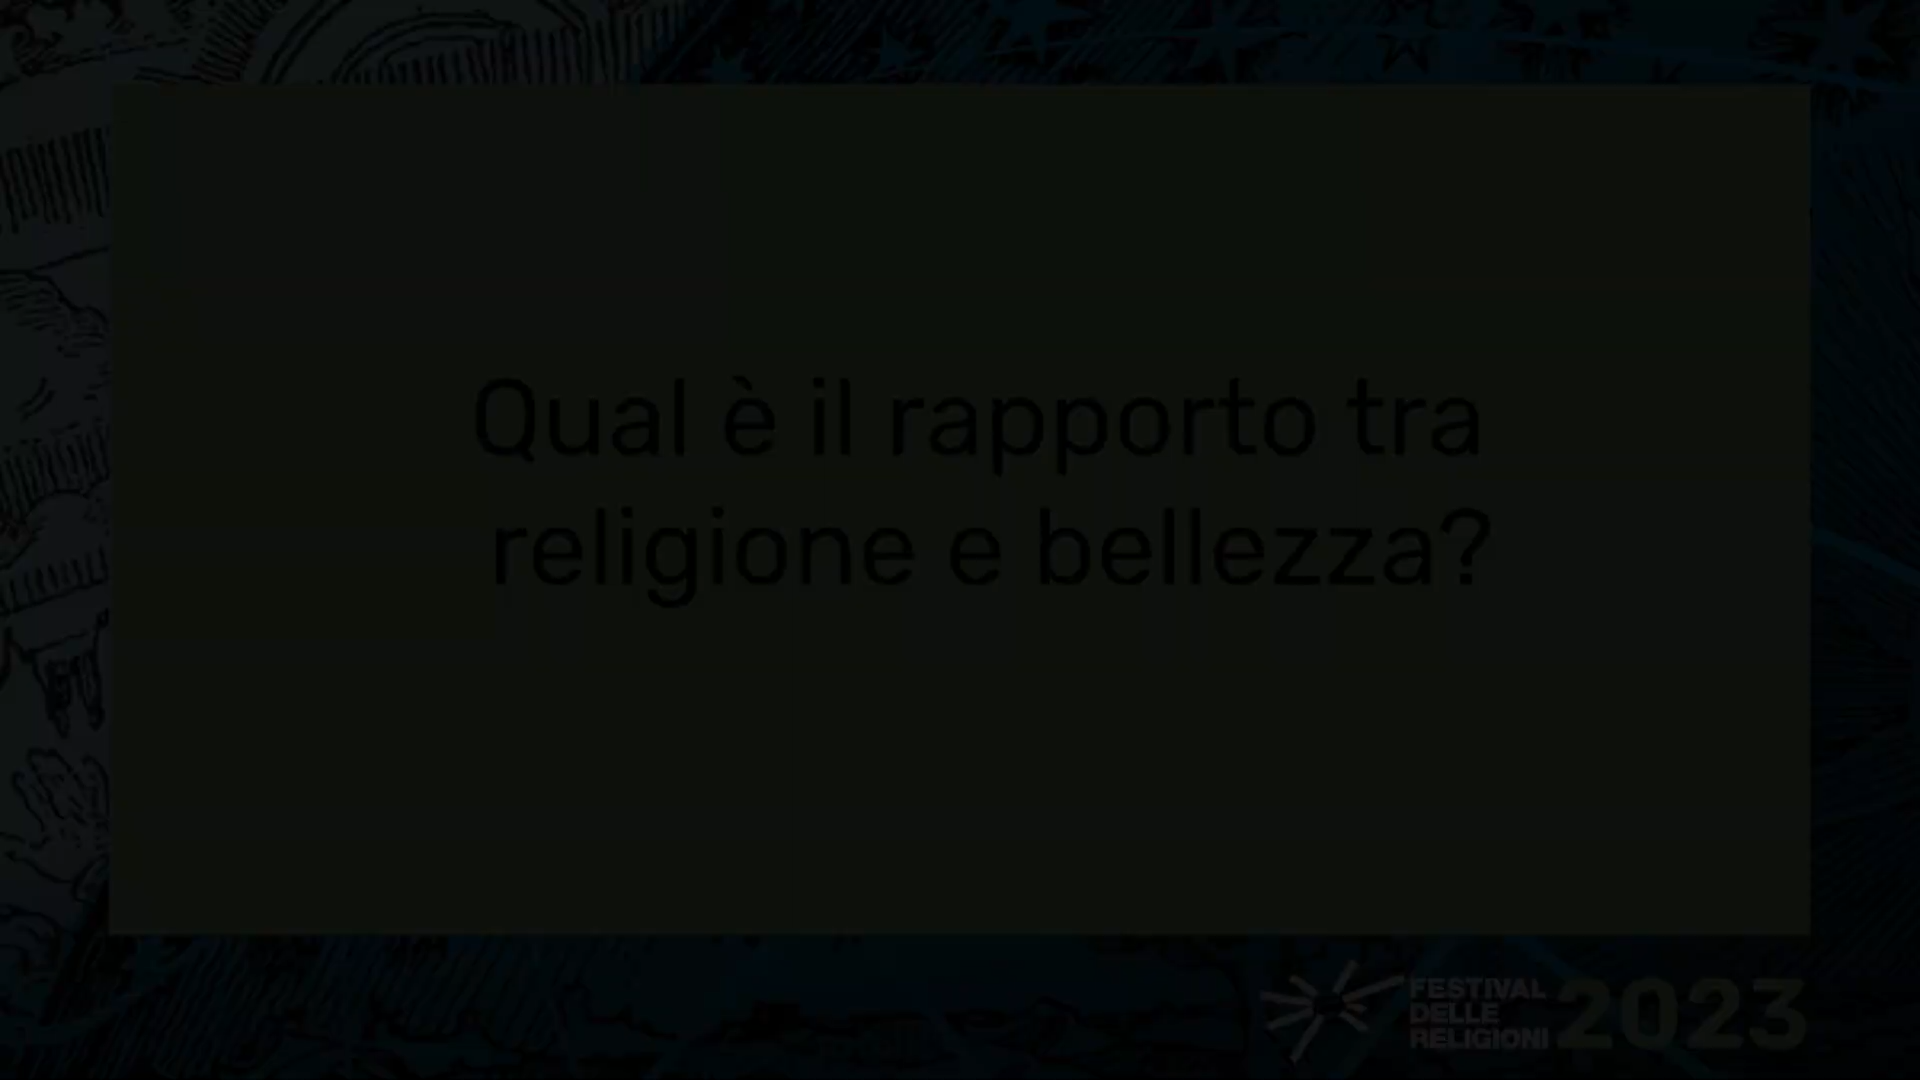 Qual è il rapporto tra
religione e bellezza?
FESTIVAL
DELLE
RELIGIONI 2023